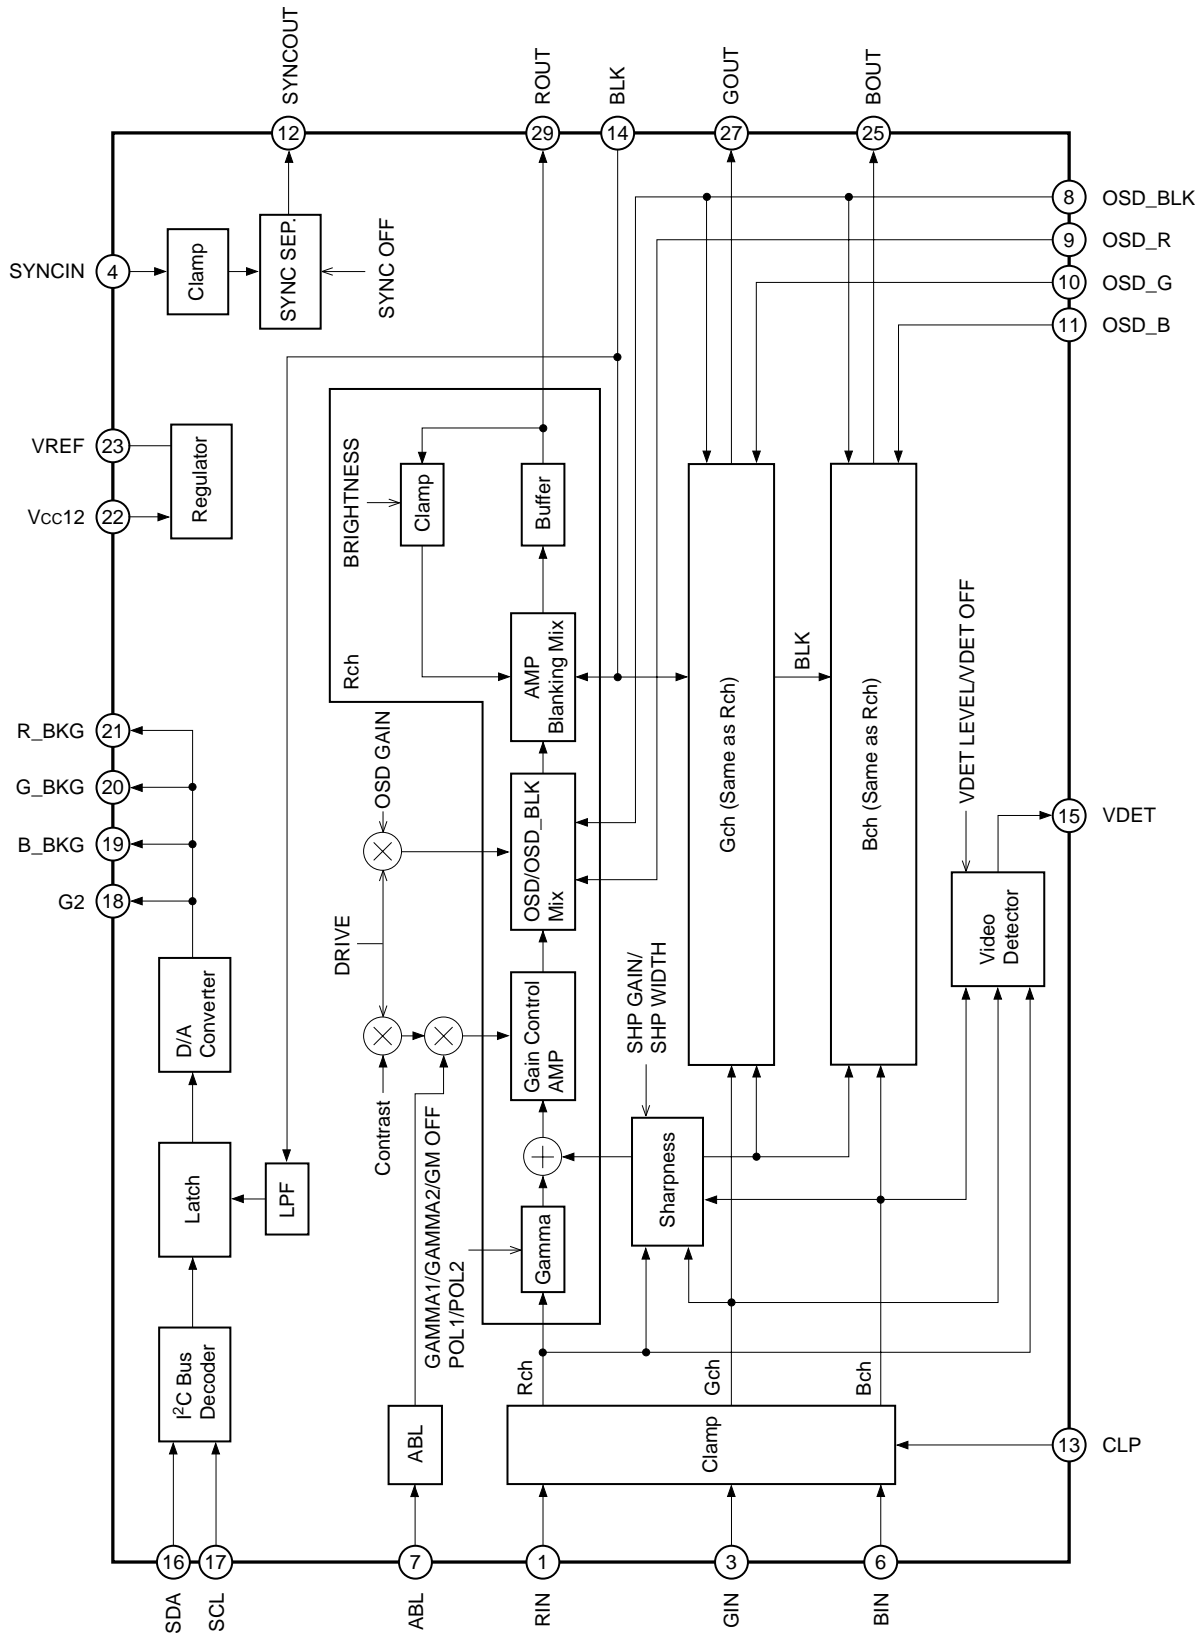 SYNCOUT
12
ROUT
29
BLK
14
GOUT
27
BOUT
25
8
OSD_BLK
9
OSD_R
10
OSD_G
11
OSD_B
SYNCIN
4
Clamp
SYNC SEP.
SYNC OFF
VREF
23
Vcc12
22
Regulator
BRIGHTNESS
Clamp
Buffer
Rch
AMP
Blanking Mix
Gch (Same as Rch)
BLK
Bch (Same as Rch)
VDET LEVEL/VDET OFF
15
VDET
Video
Detector
R_BKG
21
G_BKG
20
B_BKG
19
G2
18
OSD GAIN
DRIVE
OSD/OSD_BLK
Mix
D/A
Converter
Gain Control
AMP
SHP GAIN/
SHP WIDTH
Contrast
Latch
LPF
GAMMA1/GAMMA2/GM OFF
POL1/POL2
Gamma
Sharpness
I2C Bus
Decoder
ABL
Rch
Gch
Bch
Clamp
13
CLP
16
SDA
17
SCL
7
ABL
1
RIN
3
GIN
6
BIN